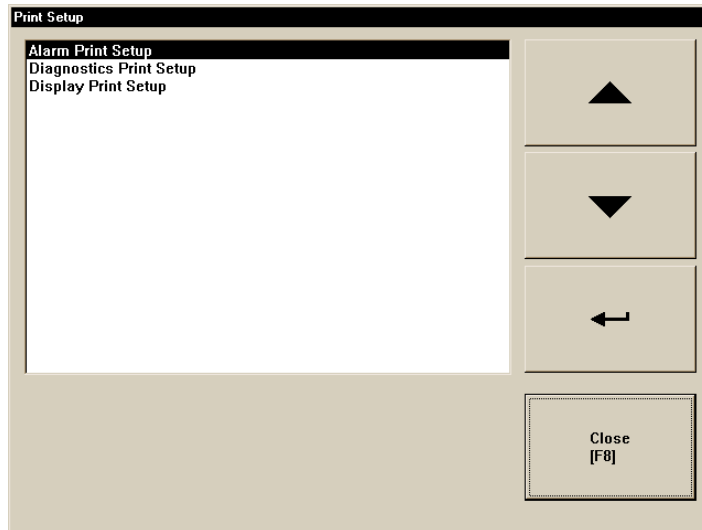 Print Setup
Alarm Print Setup
Diagnostics Print Setup
Display Print Setup
Close
[F8]